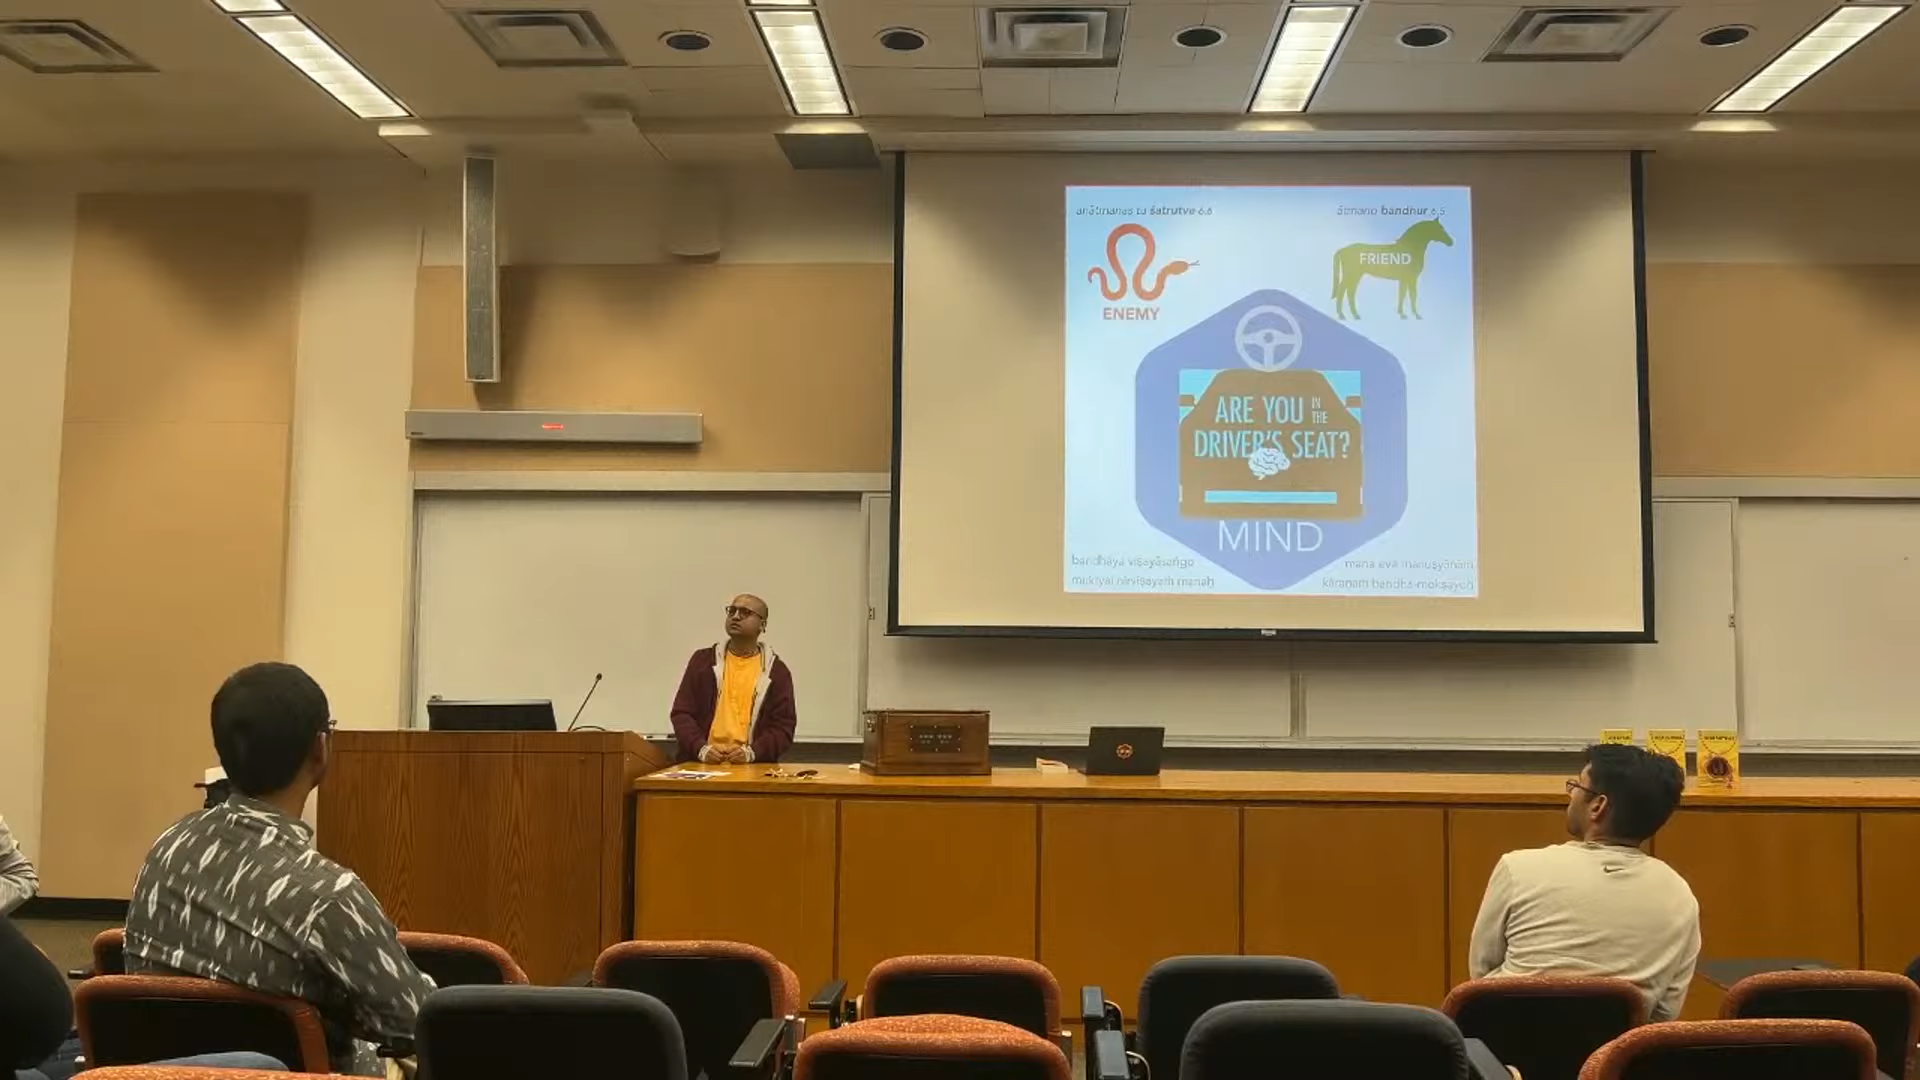 anātmanas tu śatrutve 6.6
ātmano bandhur 6.5
ENEMY
FRIEND
ARE YOU IN THE
DRIVER'S SEAT?
MIND
bandhāya viṣayāsaṅgo
muktyai nirviṣayaṁ manaḥ
mana eva manuṣyāṇāṁ
kāraṇaṁ bandha-mokṣayoḥ